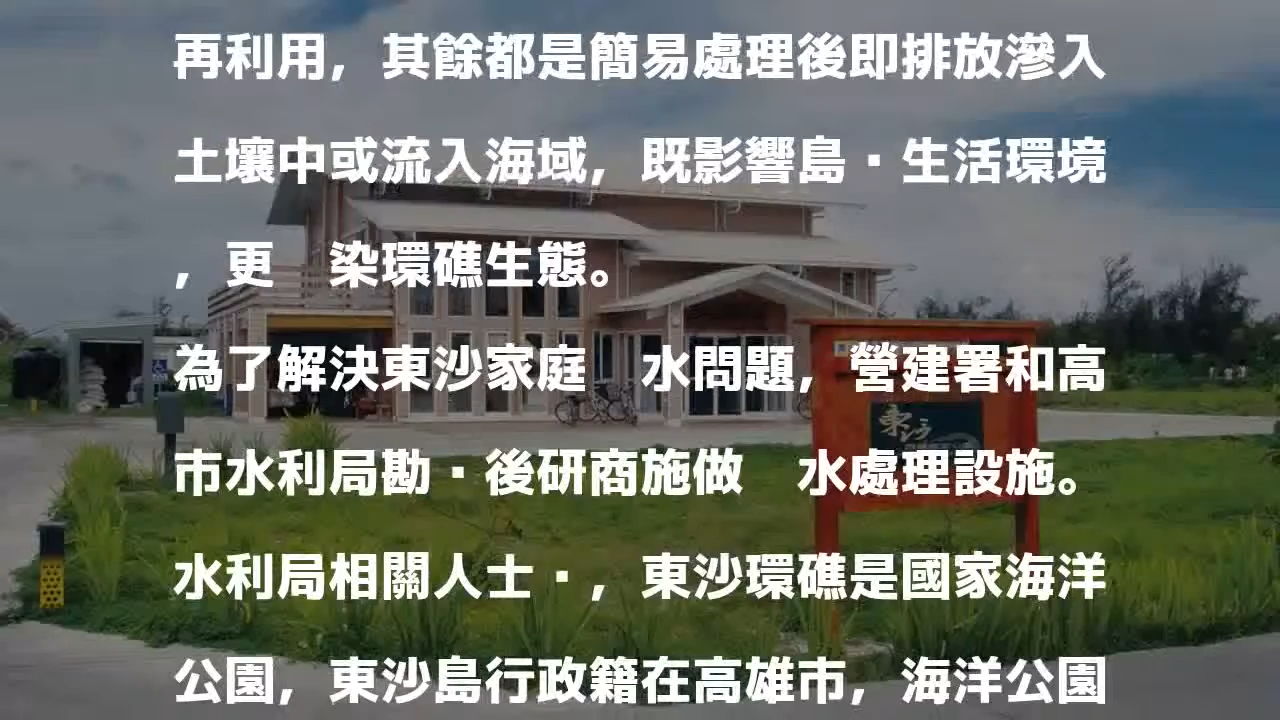 再利用，其餘都是簡易處理後即排放滲入
土壤中或流入海域，既影響島·生活環境
，更　染環礁生態。
為了解決東沙家庭　水問題，營建署和高
市水利局勘·後研商施做　水處理設施。
水利局相關人士·，東沙環礁是國家海洋
公園，東沙島行政籍在高雄市，海洋公園
東沙